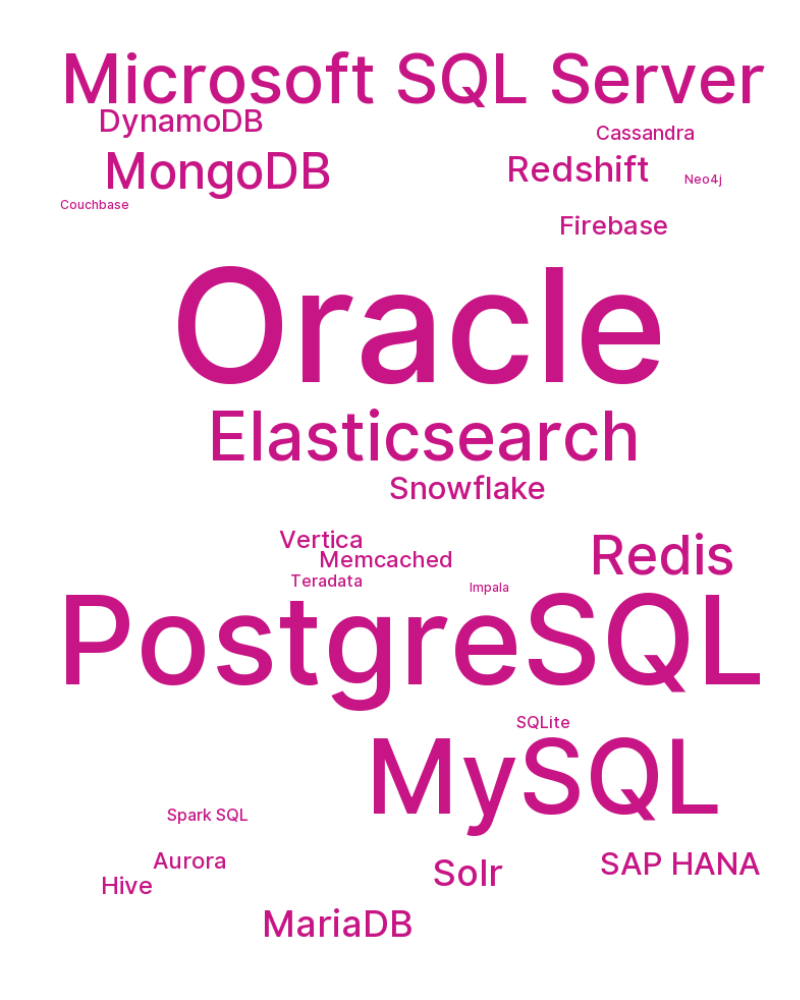 Microsoft SQL Server
DynamoDB
Cassandra
MongoDB
Redshift
Neo4j
Couchbase
Firebase
Oracle
Elasticsearch
Snowflake
Vertica
Redis
Memcached
Teradata
Impala
PostgreSQL
SQLite
MySQL
Spark SQL
Aurora
Solr
SAP HANA
Hive
MariaDB